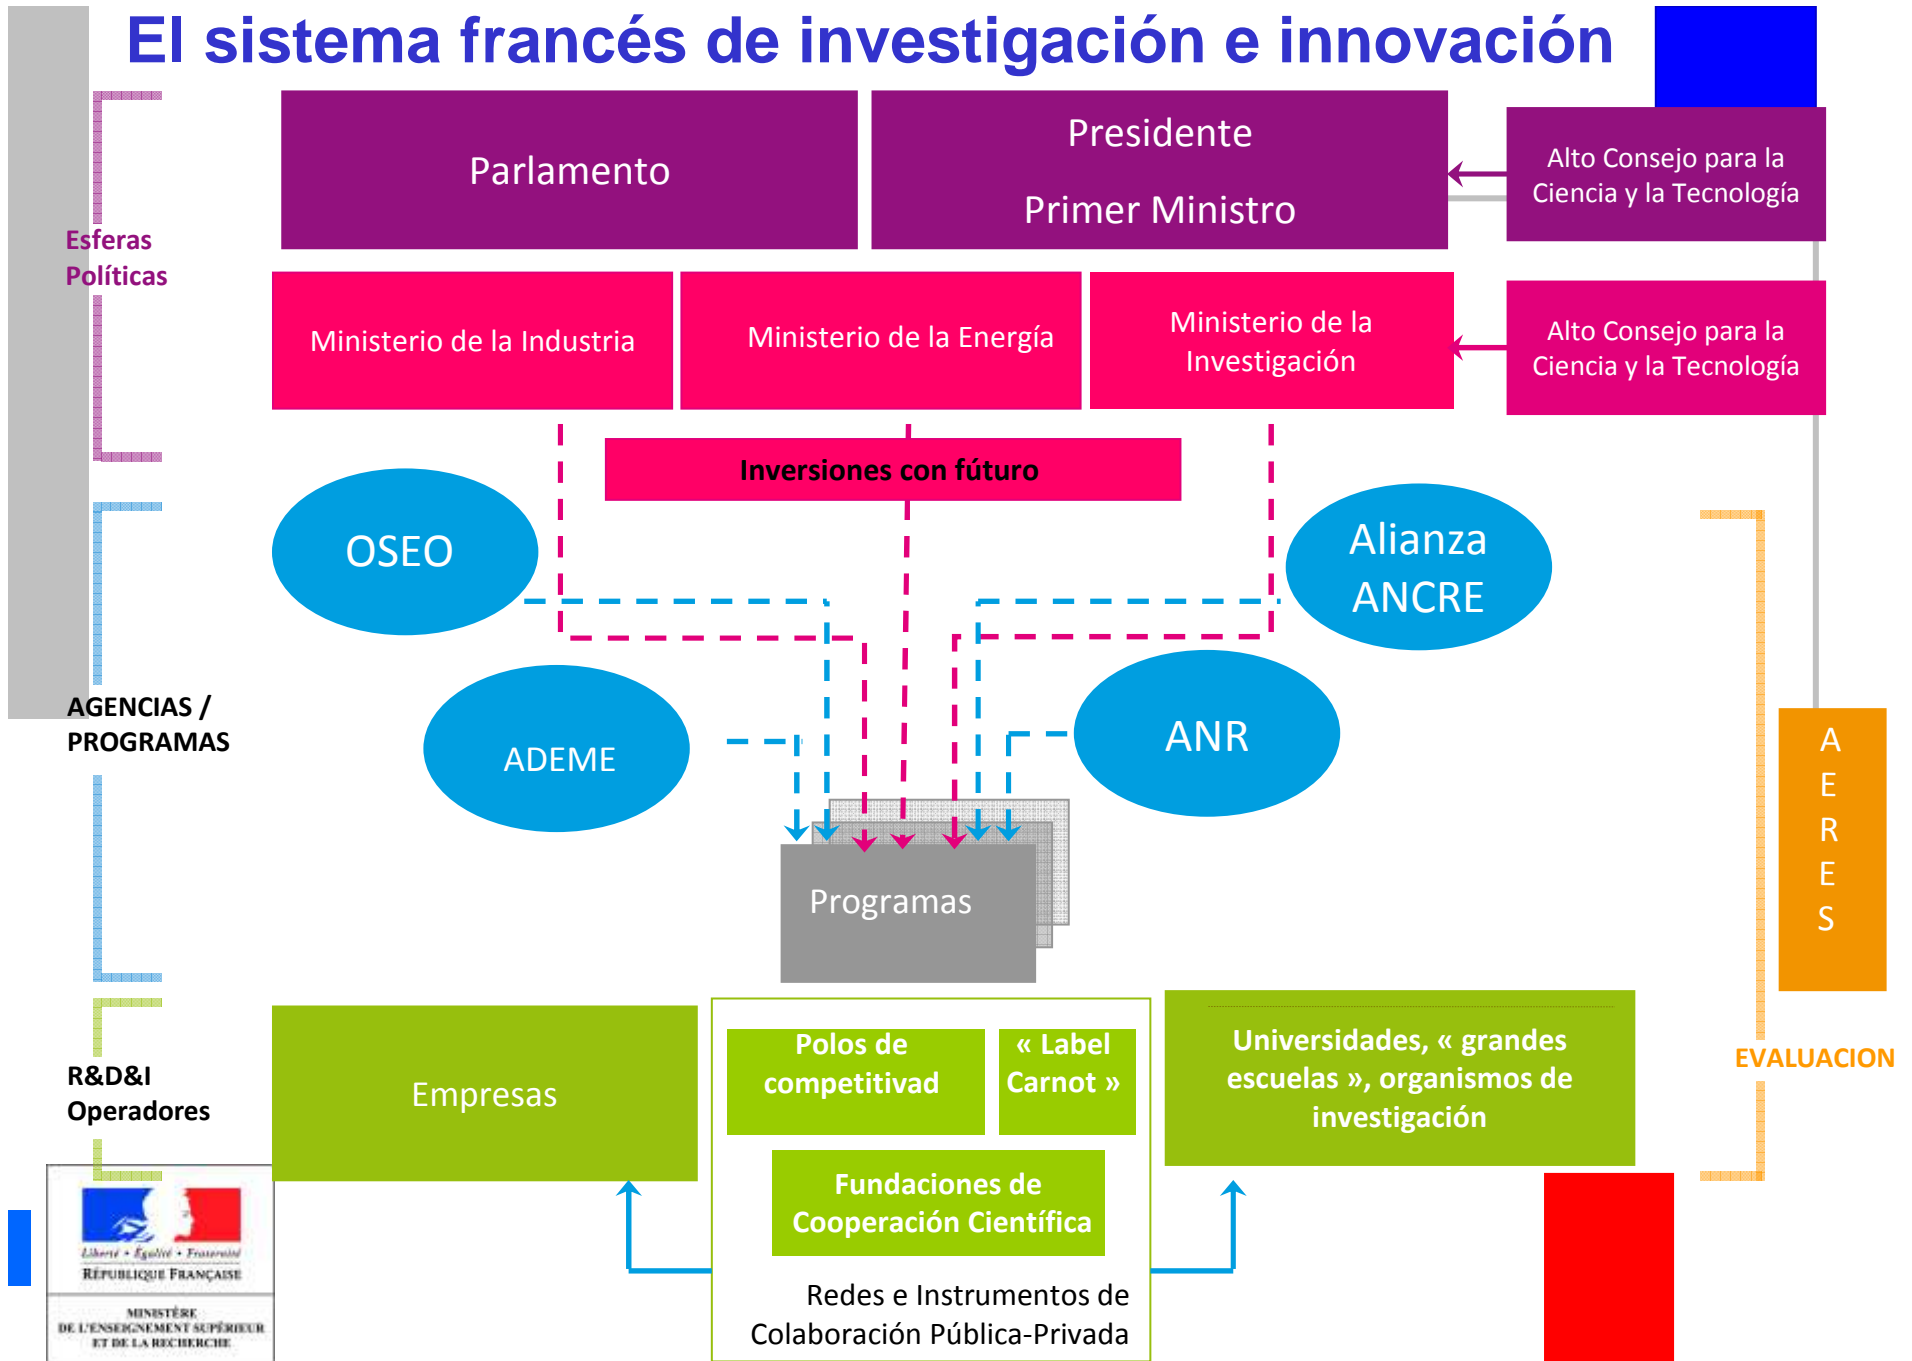 El sistema francés de investigación e innovación
Parlamento
Presidente
Primer Ministro
Alto Consejo para la
Ciencia y la Tecnología
Esferas
Políticas
Ministerio de la Industria
Ministerio de la Energía
Ministerio de la
Investigación
Alto Consejo para la
Ciencia y la Tecnología
Inversiones con fúturo
OSEO
Alianza
ANCRE
AGENCIAS /
PROGRAMAS
ADEME
ANR
A
E
R
E
S
Programas
R&D&I
Operadores
Empresas
Polos de
competitivad
« Label
Carnot »
Universidades, « grandes
escuelas », organismos de
investigación
EVALUACION
Fundaciones de
Cooperación Científica
Redes e Instrumentos de
Colaboración Pública-Privada
Liberté • Égalité • Fraternité
RÉPUBLIQUE FRANÇAISE
MINISTÈRE
DE L'ENSEIGNEMENT SUPÉRIEUR
ET DE LA RECHERCHE